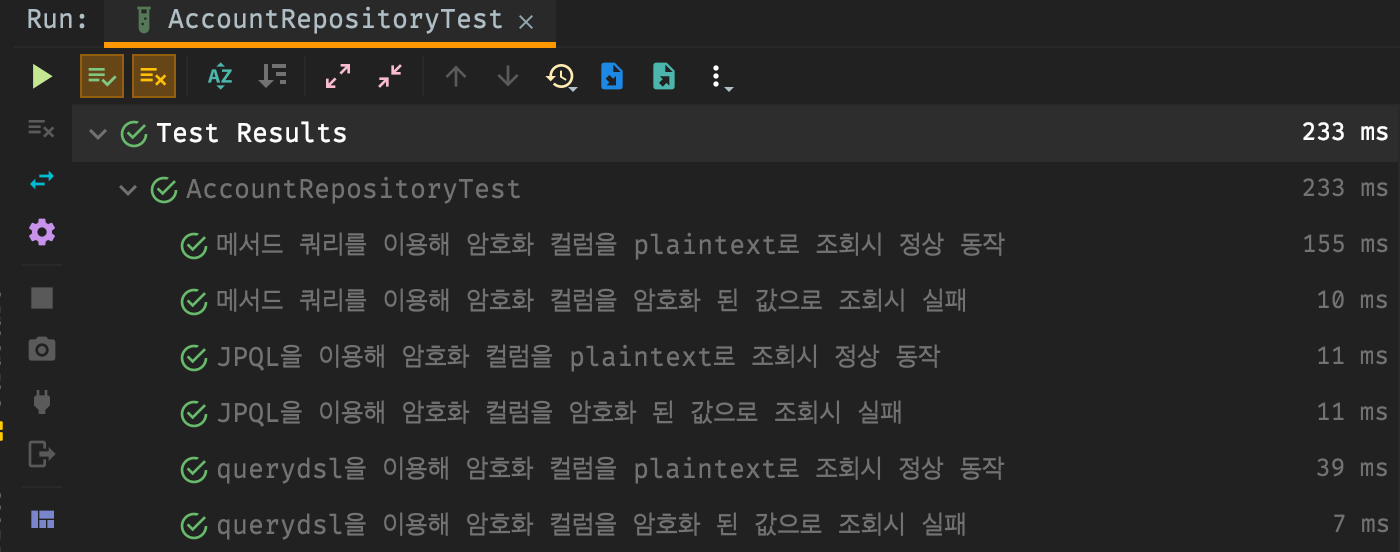 Run: AccountRepositoryTest
Test Results 233 ms
AccountRepositoryTest 233 ms
메서드 쿼리를 이용해 암호화 컬럼을 plaintext로 조회시 정상 동작 155 ms
메서드 쿼리를 이용해 암호화 컬럼을 암호화 된 값으로 조회시 실패 10 ms
JPQL을 이용해 암호화 컬럼을 plaintext로 조회시 정상 동작 11 ms
JPQL을 이용해 암호화 컬럼을 암호화 된 값으로 조회시 실패 11 ms
querydsl을 이용해 암호화 컬럼을 plaintext로 조회시 정상 동작 39 ms
querydsl을 이용해 암호화 컬럼을 암호화 된 값으로 조회시 실패 7 ms